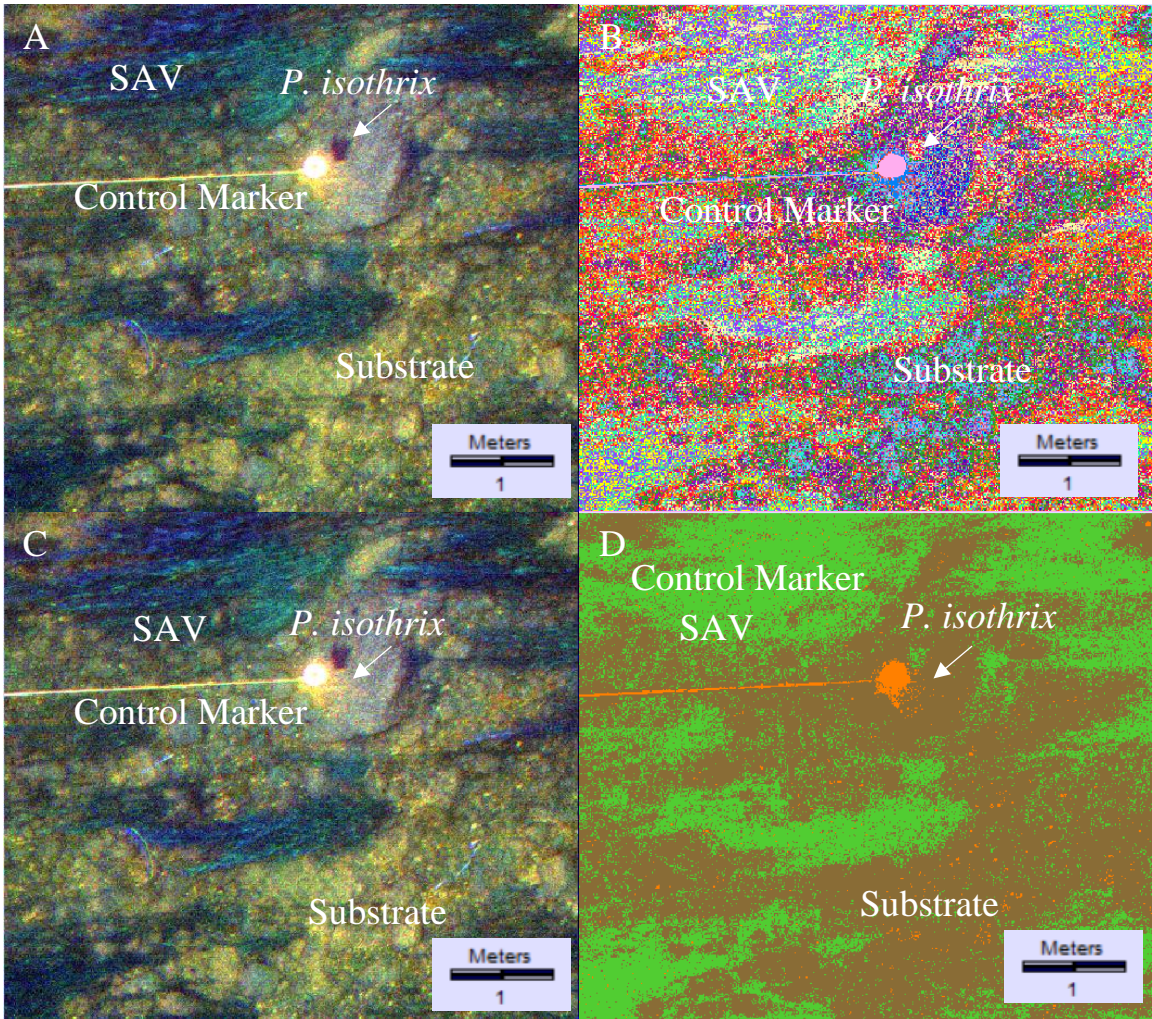 A
SAV
P. isothrix
Control Marker
Substrate
Meters
1
B
SAV
P. isothrix
Control Marker
Substrate
Meters
1
C
SAV
P. isothrix
Control Marker
Substrate
Meters
1
D
Control Marker
SAV
P. isothrix
Substrate
Meters
1